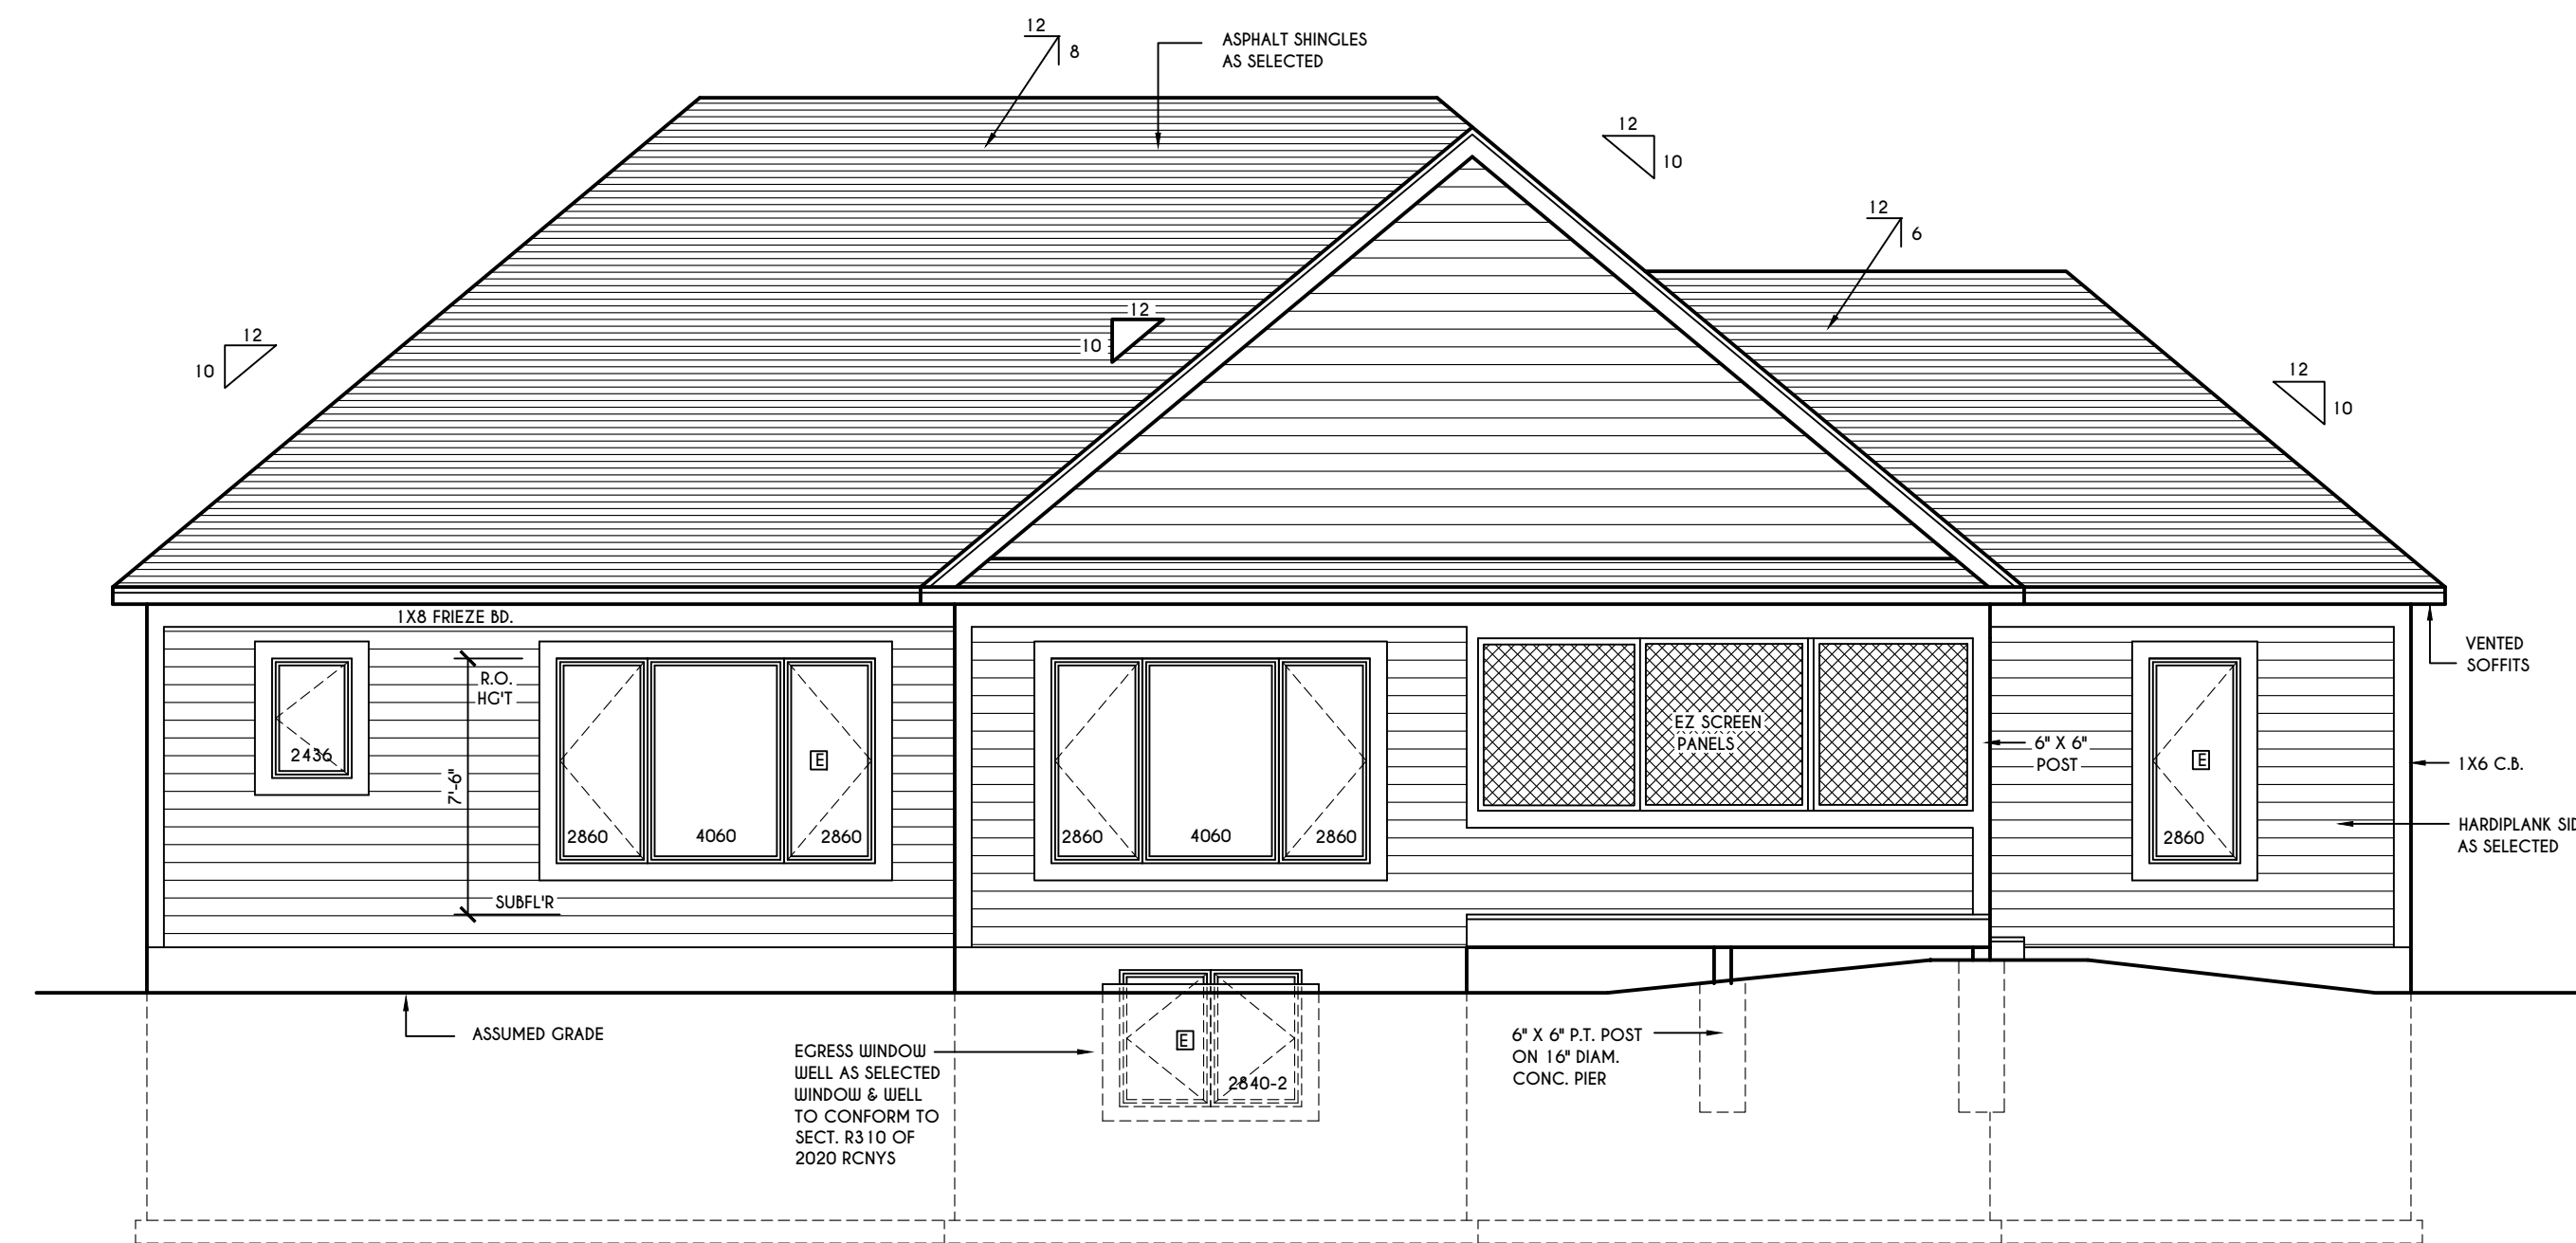 12
8
ASPHALT SHINGLES
AS SELECTED
12
10
12
6
12
10
12
10
12
10
1X8 FRIEZE BD.
R.O.
HG'T
7'-6"
SUBFL'R
2436
2860
4060
E
2860
2860
4060
2860
EZ SCREEN
PANELS
6" X 6"
POST
E
2860
VENTED
SOFFITS
1X6 C.B.
HARDIPLANK SID
AS SELECTED
ASSUMED GRADE
EGRESS WINDOW
WELL AS SELECTED
WINDOW & WELL
TO CONFORM TO
SECT. R310 OF
2020 RCNYS
E
2840-2
6" X 6" P.T. POST
ON 16" DIAM.
CONC. PIER